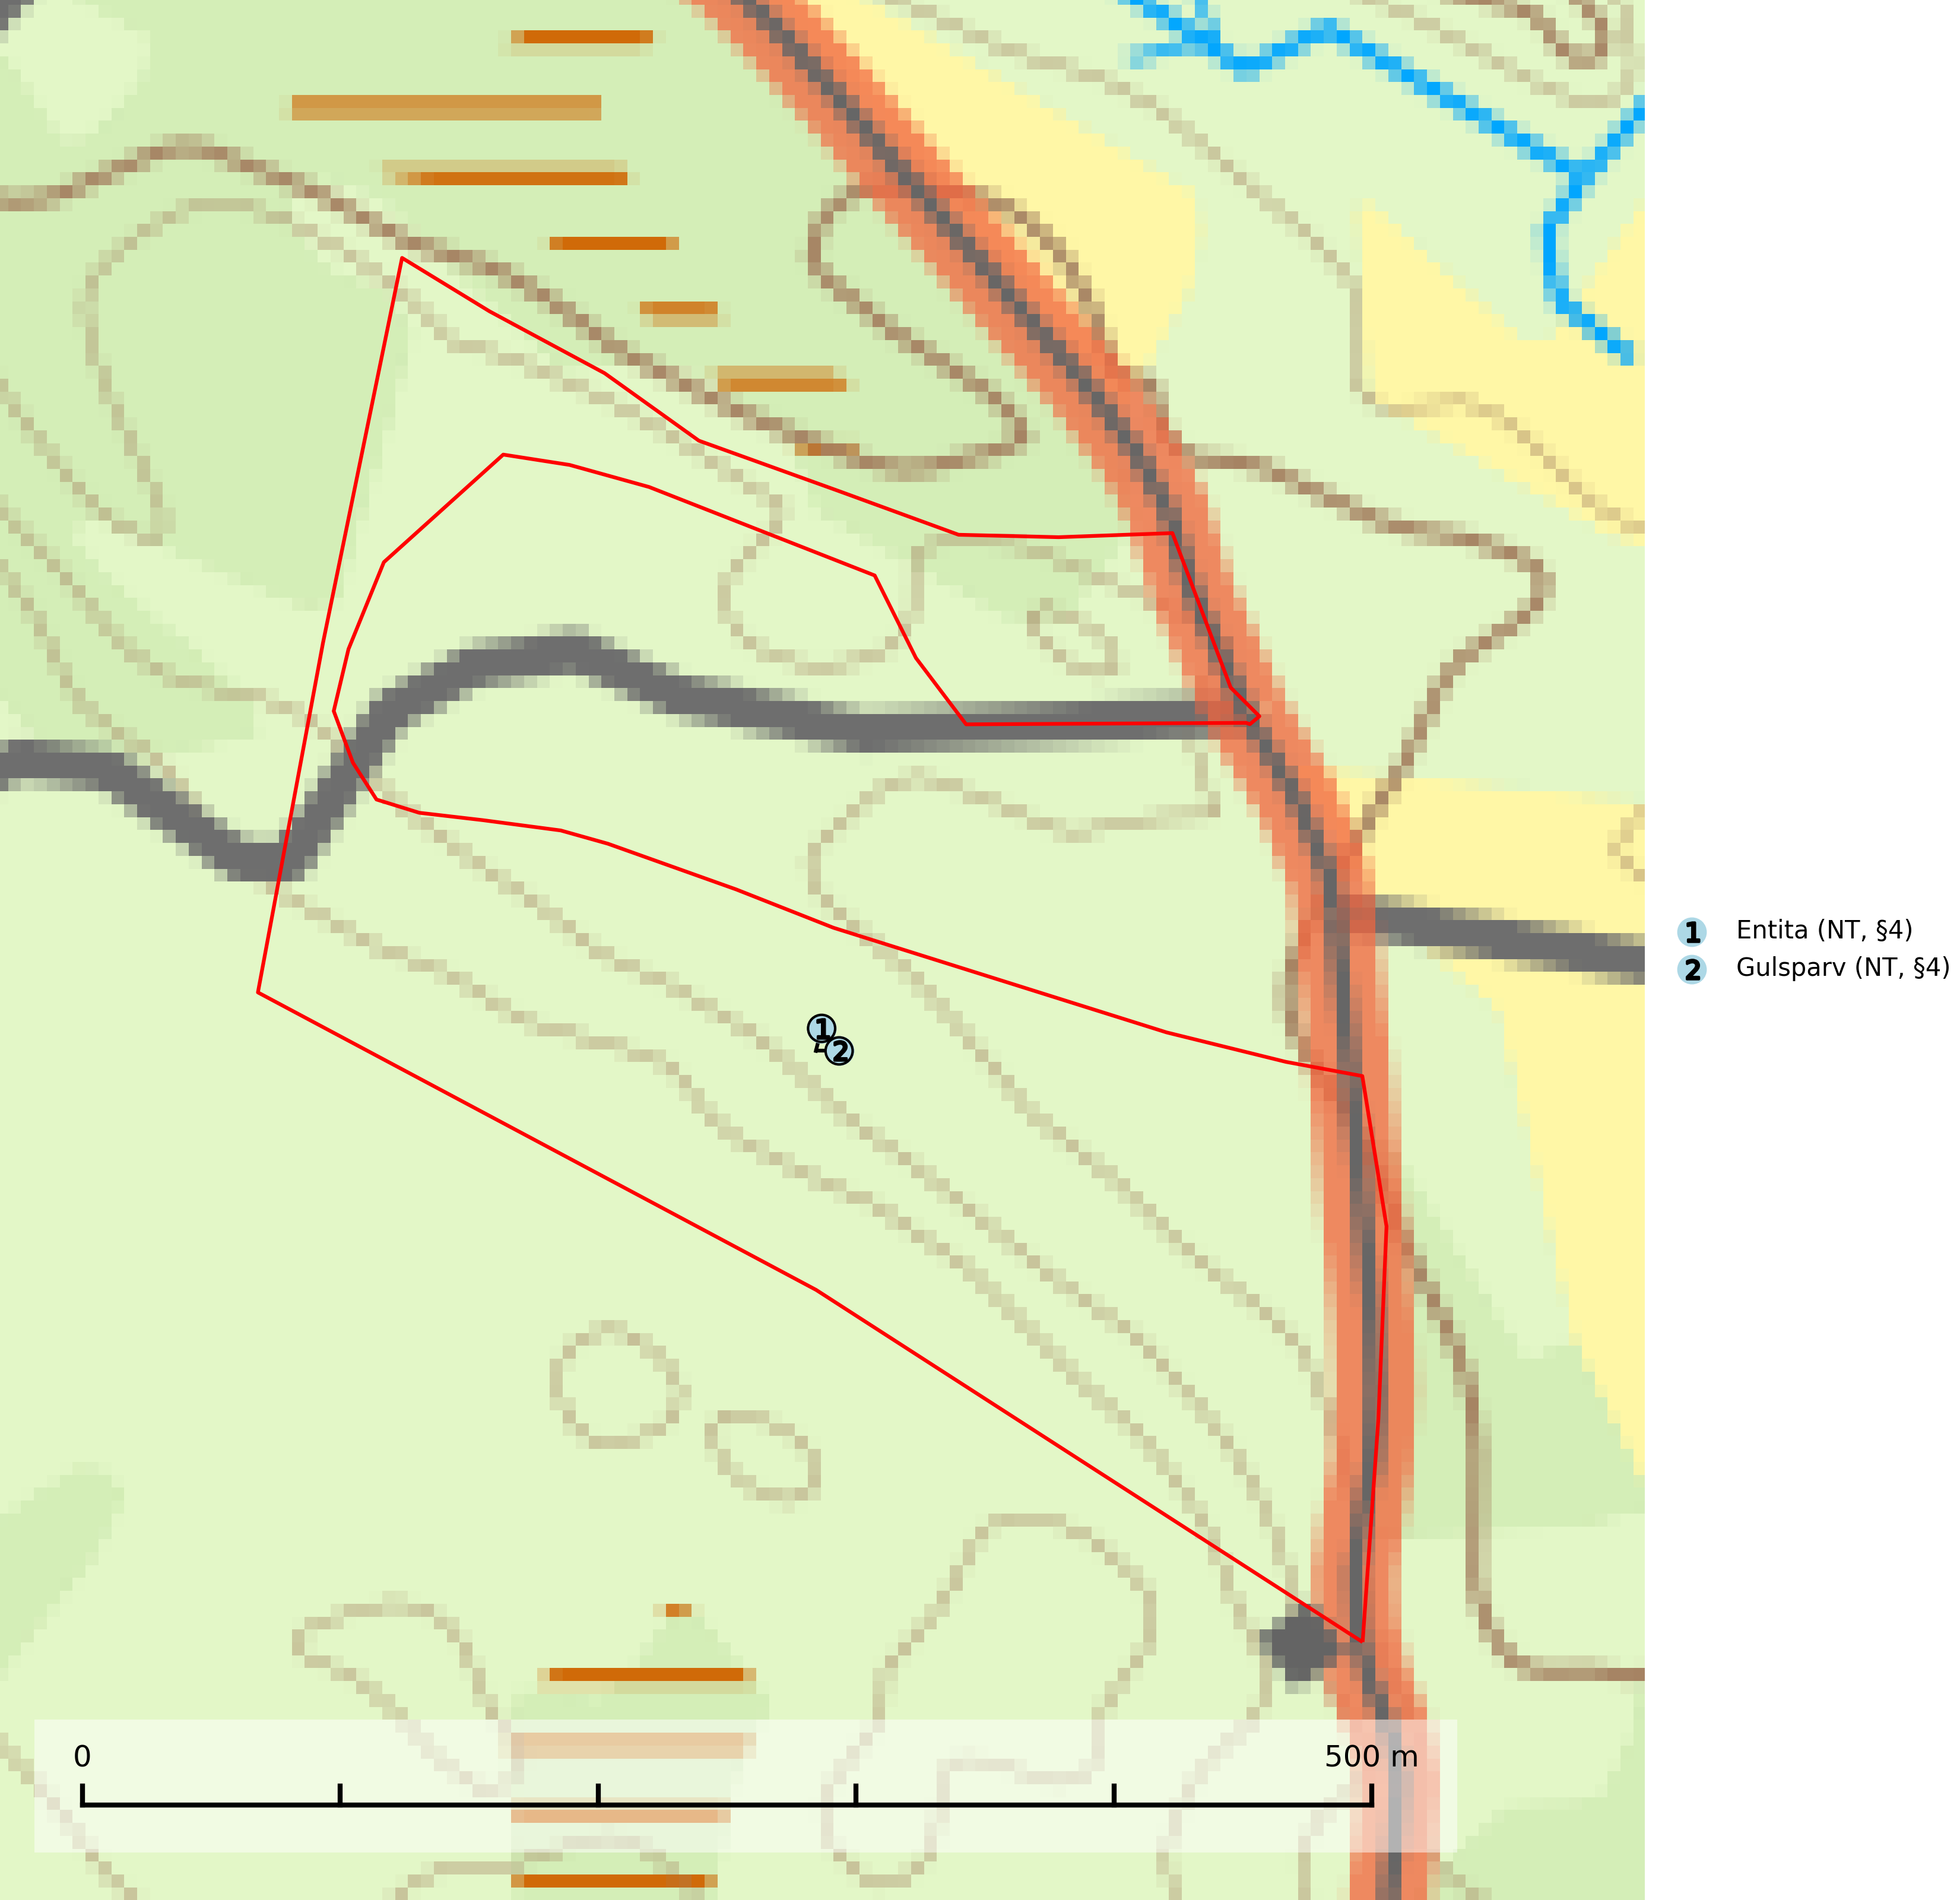 1 Entita (NT, §4)
2 Gulsparv (NT, §4)
1
2
0 500 m